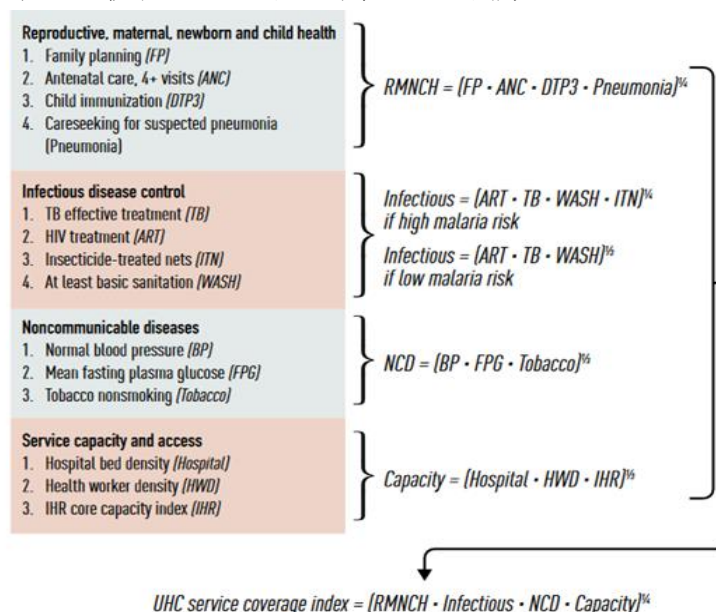 Reproductive, maternal, newborn and child health
1. Family planning (FP)
2. Antenatal care, 4+ visits (ANC)
3. Child immunization (DTP3)
4. Careseeking for suspected pneumonia
(Pneumonia)
RMNCH = (FP · ANC · DTP3 · Pneumonia)¼
Infectious disease control
1. TB effective treatment (TB)
2. HIV treatment (ART)
3. Insecticide-treated nets (ITN)
4. At least basic sanitation (WASH)
Infectious = (ART · TB · WASH · ITN)¼
if high malaria risk
Infectious = (ART · TB · WASH)⅓
if low malaria risk
Noncommunicable diseases
1. Normal blood pressure (BP)
2. Mean fasting plasma glucose (FPG)
3. Tobacco nonsmoking (Tobacco)
NCD = (BP · FPG · Tobacco)⅓
Service capacity and access
1. Hospital bed density (Hospital)
2. Health worker density (HWD)
3. IHR core capacity index (IHR)
Capacity = (Hospital · HWD · IHR)⅓
UHC service coverage index = (RMNCH · Infectious · NCD · Capacity)¼